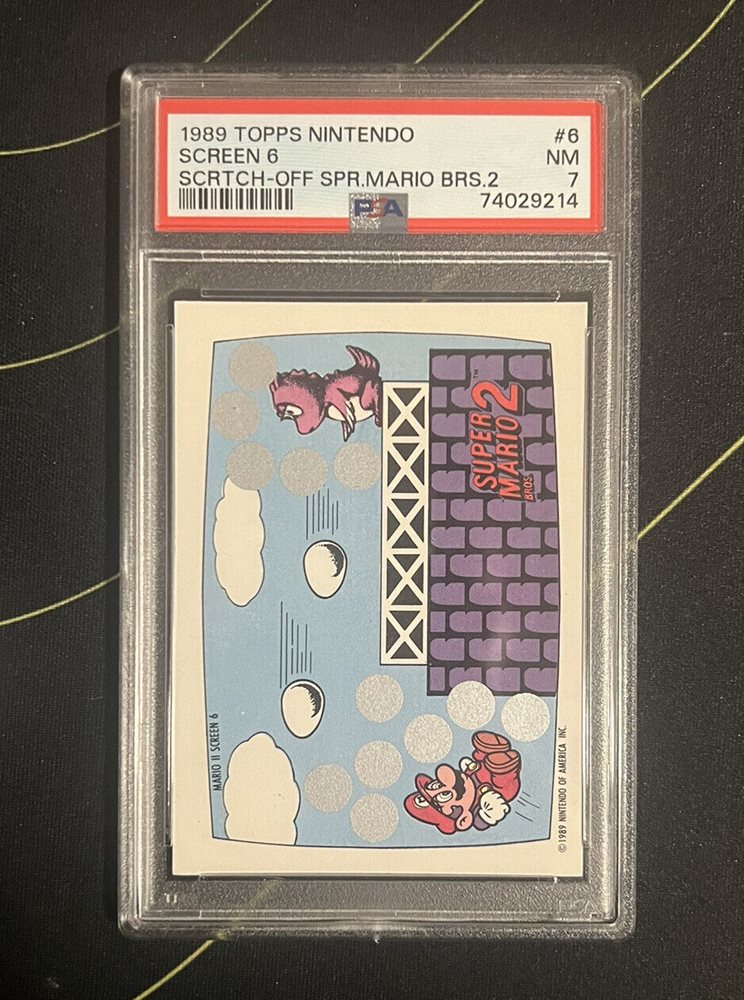 1989 TOPPS NINTENDO #6
SCREEN 6 NM
SCRTCH-OFF SPR.MARIO BRS.2 7
PSA 74029214
SUPER
MARIO 2 ™
BROS.
MARIO II SCREEN 6
©1989 NINTENDO OF AMERICA INC.